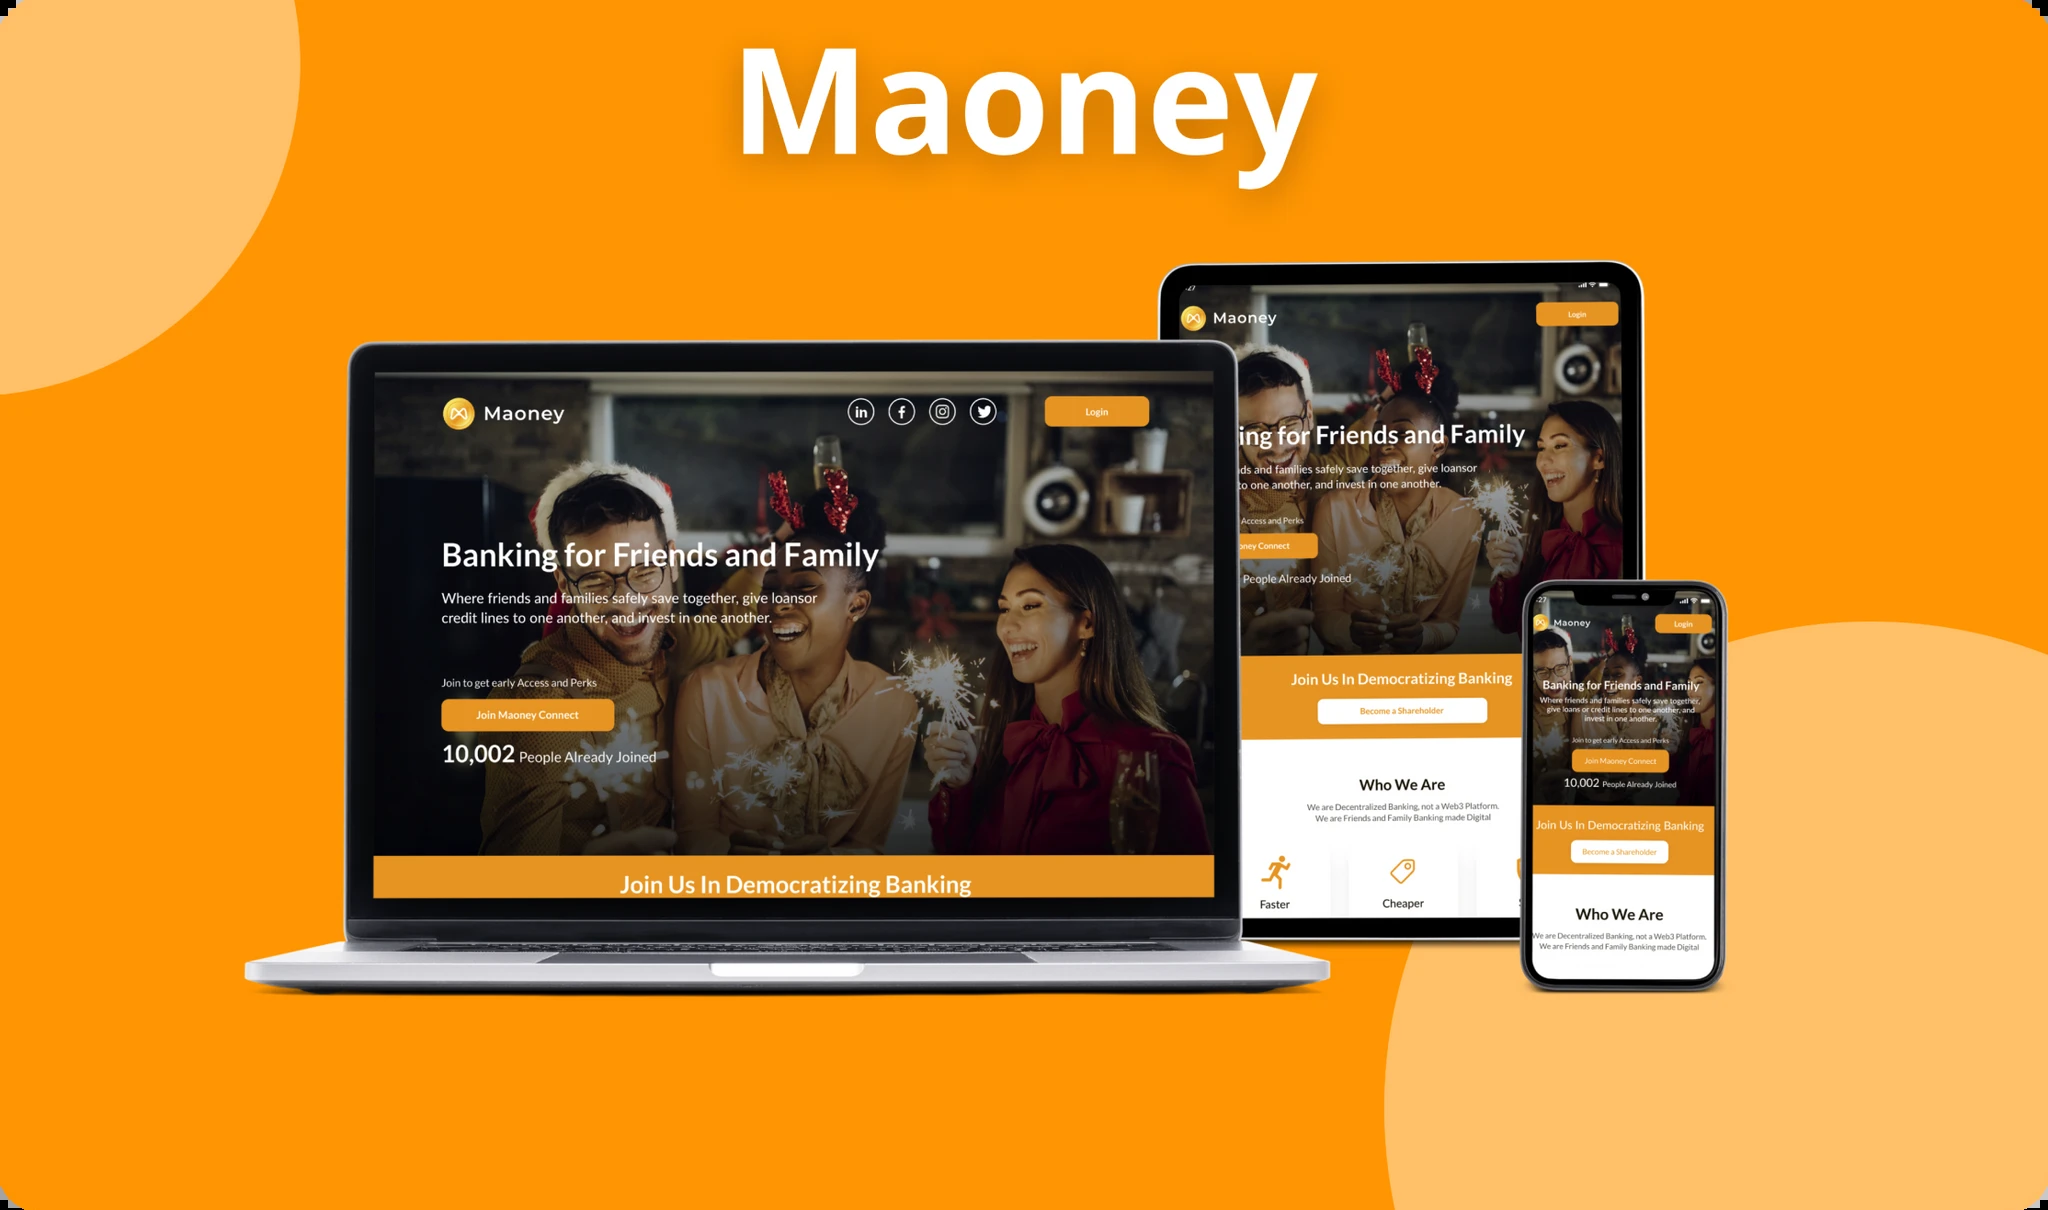 Maoney
Maoney
Login
Banking for Friends and Family
Where friends and families safely save together, give loansor
credit lines to one another, and invest in one another.
Join to get early Access and Perks
Join Maoney Connect
10,002 People Already Joined
Join Us In Democratizing Banking
:27
Maoney
Login
ing for Friends and Family
ds and families safely save together, give loansor
to one another, and invest in one another.
Access and Perks
oney Connect
People Already Joined
Join Us In Democratizing Banking
Become a Shareholder
Who We Are
We are Decentralized Banking, not a Web3 Platform.
We are Friends and Family Banking made Digital
Faster
Cheaper
:27
Maoney
Login
Banking for Friends and Family
Where friends and families safely save together,
give loans or credit lines to one another, and
invest in one another.
Join to get early Access and Perks
Join Maoney Connect
10,002 People Already Joined
Join Us In Democratizing Banking
Become a Shareholder
Who We Are
We are Decentralized Banking, not a Web3 Platform.
We are Friends and Family Banking made Digital